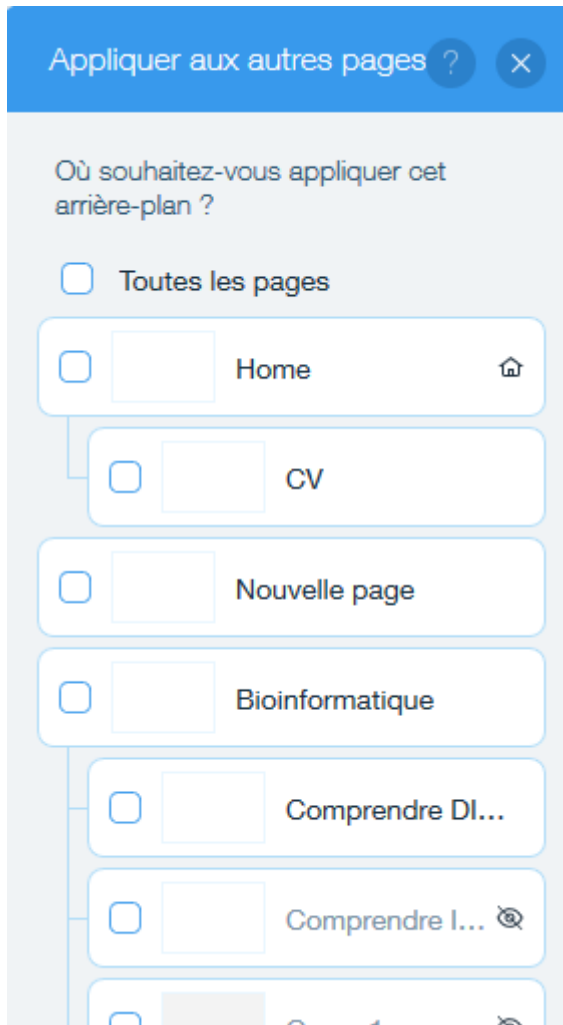 Appliquer aux autres pages ?
Où souhaitez-vous appliquer cet
arrière-plan ?
Toutes les pages
Home
CV
Nouvelle page
Bioinformatique
Comprendre DI...
Comprendre I...